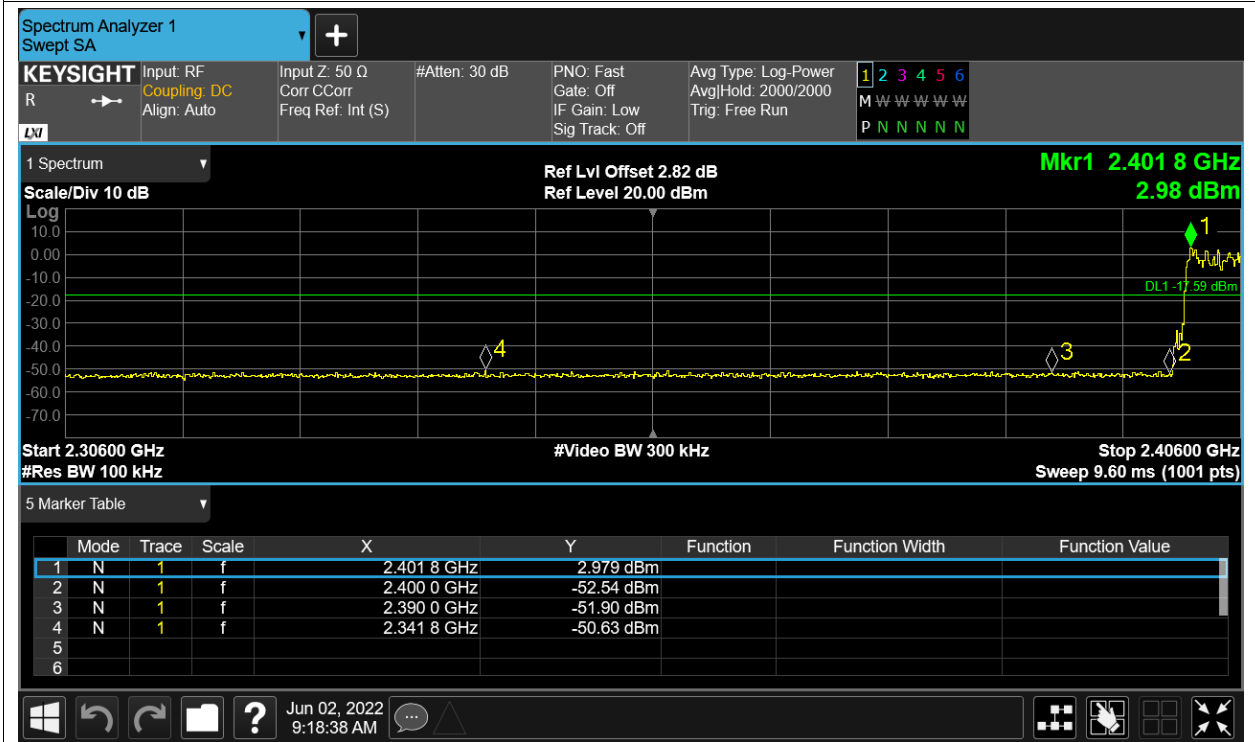 Spectrum Analyzer 1
Swept SA
KEYSIGHT Input: RF Input Z: 50 Ω #Atten: 30 dB PNO: Fast Avg Type: Log-Power 1 2 3 4 5 6
R Coupling: DC Corr CCorr Gate: Off Avg|Hold: 2000/2000 M W W W W W
Align: Auto Freq Ref: Int (S) IF Gain: Low Trig: Free Run
LXI Sig Track: Off P N N N N N
1 Spectrum Ref Lvl Offset 2.82 dB Mkr1 2.401 8 GHz
Scale/Div 10 dB Ref Level 20.00 dBm 2.98 dBm
Log
1
10.0
0.00
-10.0
DL1 -17.59 dBm
-20.0
-30.0
-40.0
4 3 2
-50.0
-60.0
-70.0
Start 2.30600 GHz #Video BW 300 kHz Stop 2.40600 GHz
#Res BW 100 kHz Sweep 9.60 ms (1001 pts)
5 Marker Table
Mode Trace Scale X Y Function Function Width Function Value
1 N 1 f 2.401 8 GHz 2.979 dBm
2 N 1 f 2.400 0 GHz -52.54 dBm
3 N 1 f 2.390 0 GHz -51.90 dBm
4 N 1 f 2.341 8 GHz -50.63 dBm
5
6
? Jun 02, 2022
9:18:38 AM